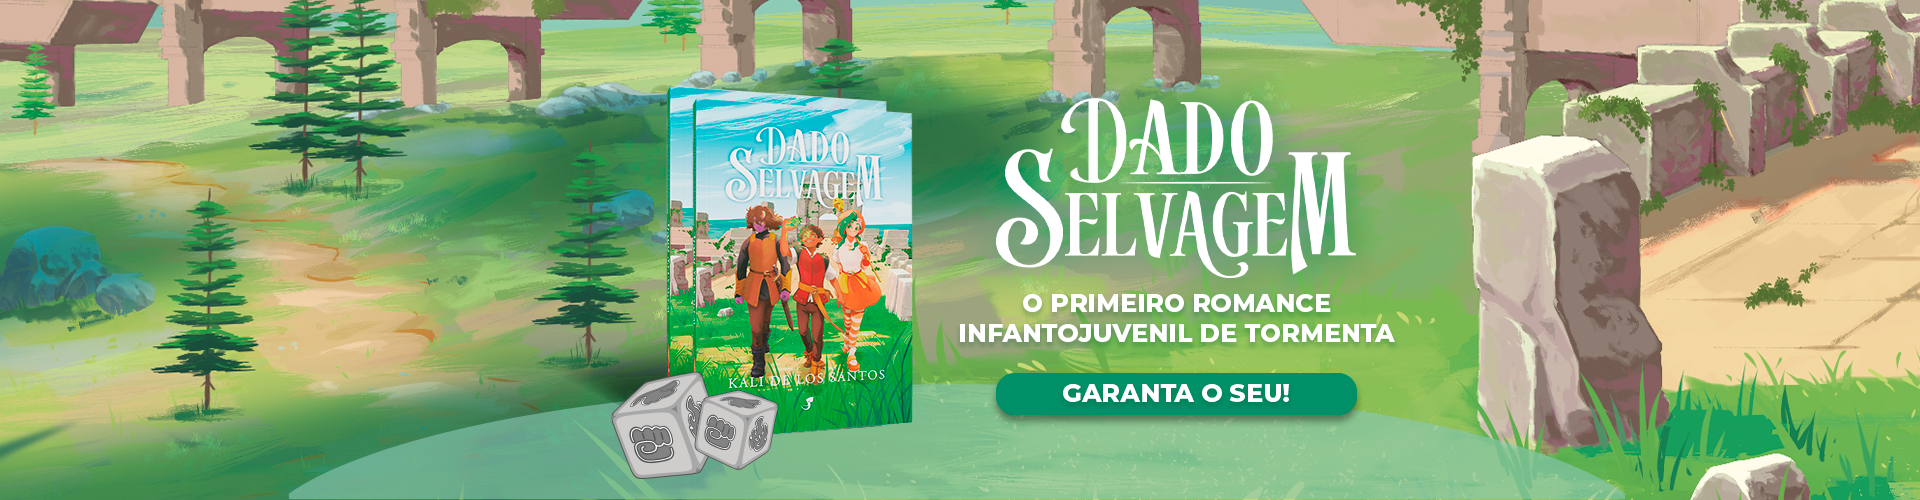 DADO
SELVAGEM
KALI DE LOS SANTOS
DADO
SELVAGEM
O PRIMEIRO ROMANCE
INFANTOJUVENIL DE TORMENTA
GARANTA O SEU!